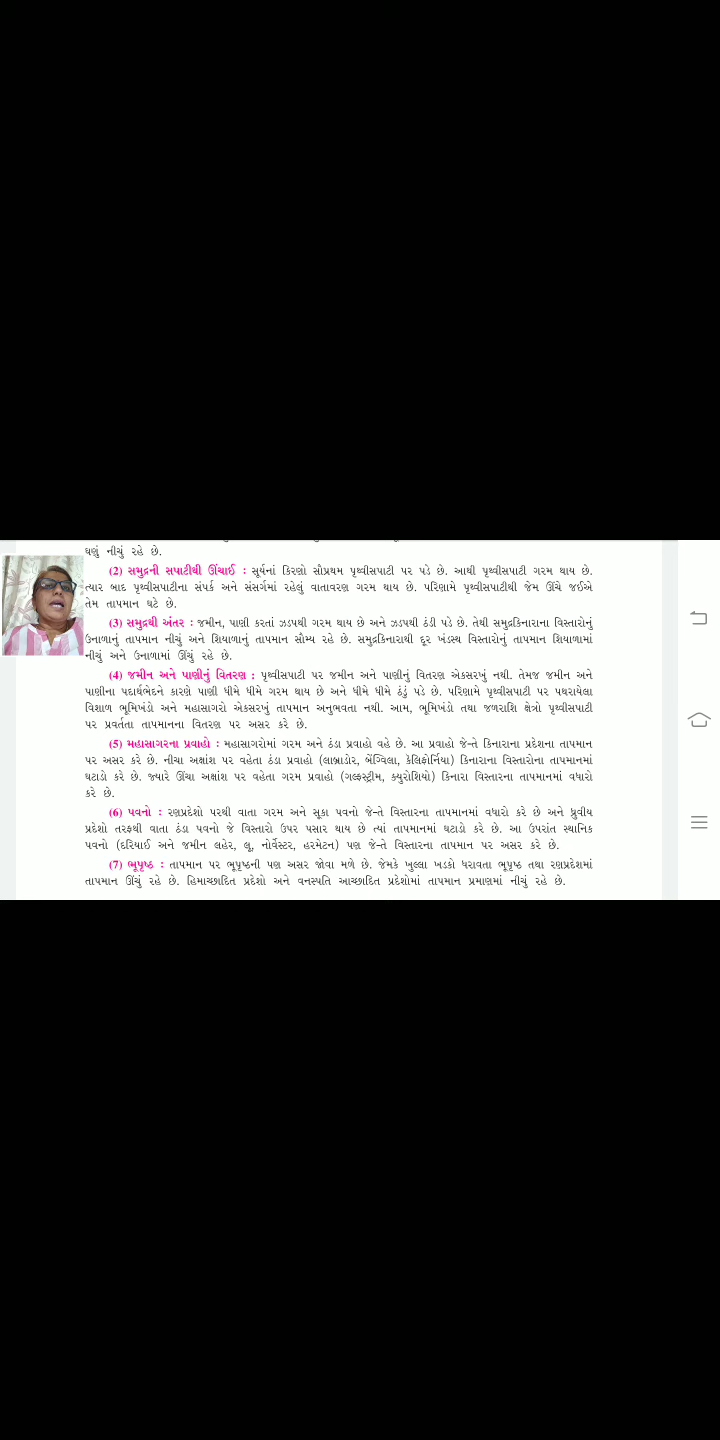 ઘણું નીચું રહે છે.
(2) સમુદ્રની સપાટીથી ઊંચાઈ : સૂર્યનાં કિરણો સૌપ્રથમ પૃથ્વીસપાટી પર પડે છે. આથી પૃથ્વીસપાટી ગરમ થાય છે.
ત્યાર બાદ પૃથ્વીસપાટીના સંપર્ક અને સંસર્ગમાં રહેલું વાતાવરણ ગરમ થાય છે. પરિણામે પૃથ્વીસપાટીથી જેમ ઊંચે જઈએ
તેમ તાપમાન ઘટે છે.
(3) સમુદ્રથી અંતર : જમીન, પાણી કરતાં ઝડપથી ગરમ થાય છે અને ઝડપથી ઠંડી પડે છે. તેથી સમુદ્રકિનારાના વિસ્તારોનું
ઉનાળાનું તાપમાન નીચું અને શિયાળાનું તાપમાન સૌમ્ય રહે છે. સમુદ્રકિનારાથી દૂર ખંડસ્થ વિસ્તારોનું તાપમાન શિયાળામાં
નીચું અને ઉનાળામાં ઊંચું રહે છે.
(4) જમીન અને પાણીનું વિતરણ : પૃથ્વીસપાટી પર જમીન અને પાણીનું વિતરણ એકસરખું નથી. તેમજ જમીન અને
પાણીના પદાર્થભેદને કારણે પાણી ધીમે ધીમે ગરમ થાય છે અને ધીમે ધીમે ઠંડું પડે છે. પરિણામે પૃથ્વીસપાટી પર પથરાયેલા
વિશાળ ભૂમિખંડો અને મહાસાગરો એકસરખું તાપમાન અનુભવતા નથી. આમ, ભૂમિખંડો તથા જળરાશિ ક્ષેત્રો પૃથ્વીસપાટી
પર પ્રવર્તતા તાપમાનના વિતરણ પર અસર કરે છે.
(5) મહાસાગરના પ્રવાહો : મહાસાગરોમાં ગરમ અને ઠંડા પ્રવાહો વહે છે. આ પ્રવાહો જે-તે કિનારાના પ્રદેશના તાપમાન
પર અસર કરે છે. નીચા અક્ષાંશ પર વહેતા ઠંડા પ્રવાહો (લાબ્રાડોર, બેંગ્વિલા, કેલિફોર્નિયા) કિનારાના વિસ્તારોના તાપમાનમાં
ઘટાડો કરે છે. જ્યારે ઊંચા અક્ષાંશ પર વહેતા ગરમ પ્રવાહો (ગલ્ફસ્ટ્રીમ, ક્યુરોશિયો) કિનારા વિસ્તારના તાપમાનમાં વધારો
કરે છે.
(6) પવનો : રણપ્રદેશો પરથી વાતા ગરમ અને સૂકા પવનો જે-તે વિસ્તારના તાપમાનમાં વધારો કરે છે અને ધ્રુવીય
પ્રદેશો તરફથી વાતા ઠંડા પવનો જે વિસ્તારો ઉપર પસાર થાય છે ત્યાં તાપમાનમાં ઘટાડો કરે છે. આ ઉપરાંત સ્થાનિક
પવનો (દરિયાઈ અને જમીન લહેર, લૂ, નોર્વેસ્ટર, હરમેટન) પણ જે-તે વિસ્તારના તાપમાન પર અસર કરે છે.
(7) ભૂપૃષ્ઠ : તાપમાન પર ભૂપૃષ્ઠની પણ અસર જોવા મળે છે. જેમકે ખુલ્લા ખડકો ધરાવતા ભૂપૃષ્ઠ તથા રણપ્રદેશમાં
તાપમાન ઊંચું રહે છે. હિમાચ્છાદિત પ્રદેશો અને વનસ્પતિ આચ્છાદિત પ્રદેશોમાં તાપમાન પ્રમાણમાં નીચું રહે છે.